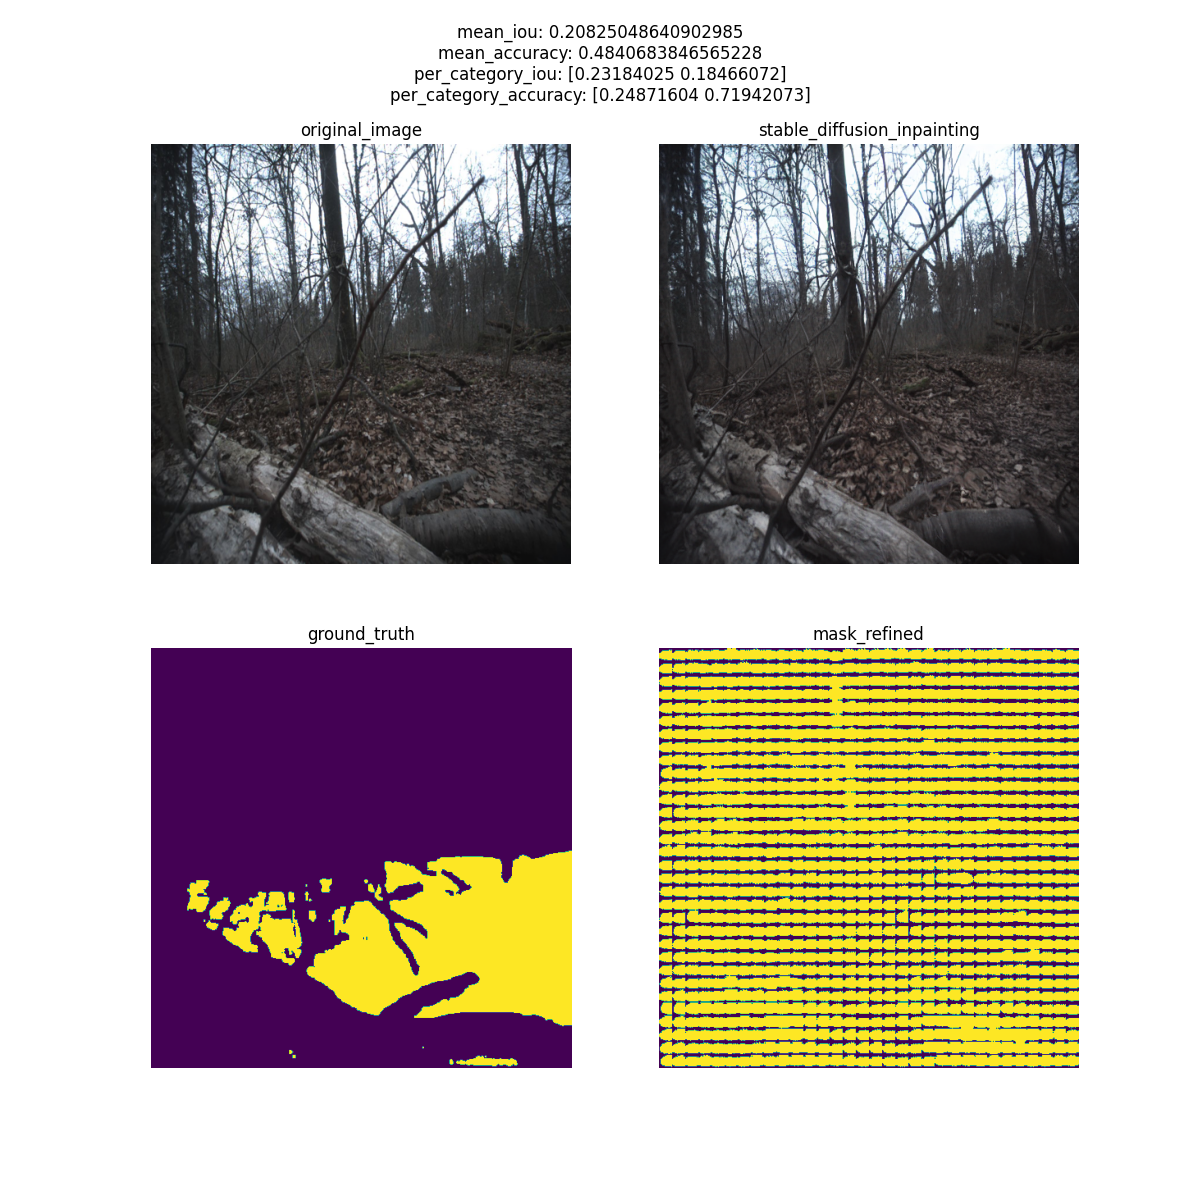 mean_iou: 0.20825048640902985
mean_accuracy: 0.4840683846565228
per_category_iou: [0.23184025 0.18466072]
per_category_accuracy: [0.24871604 0.71942073]
original_image
stable_diffusion_inpainting
ground_truth
mask_refined